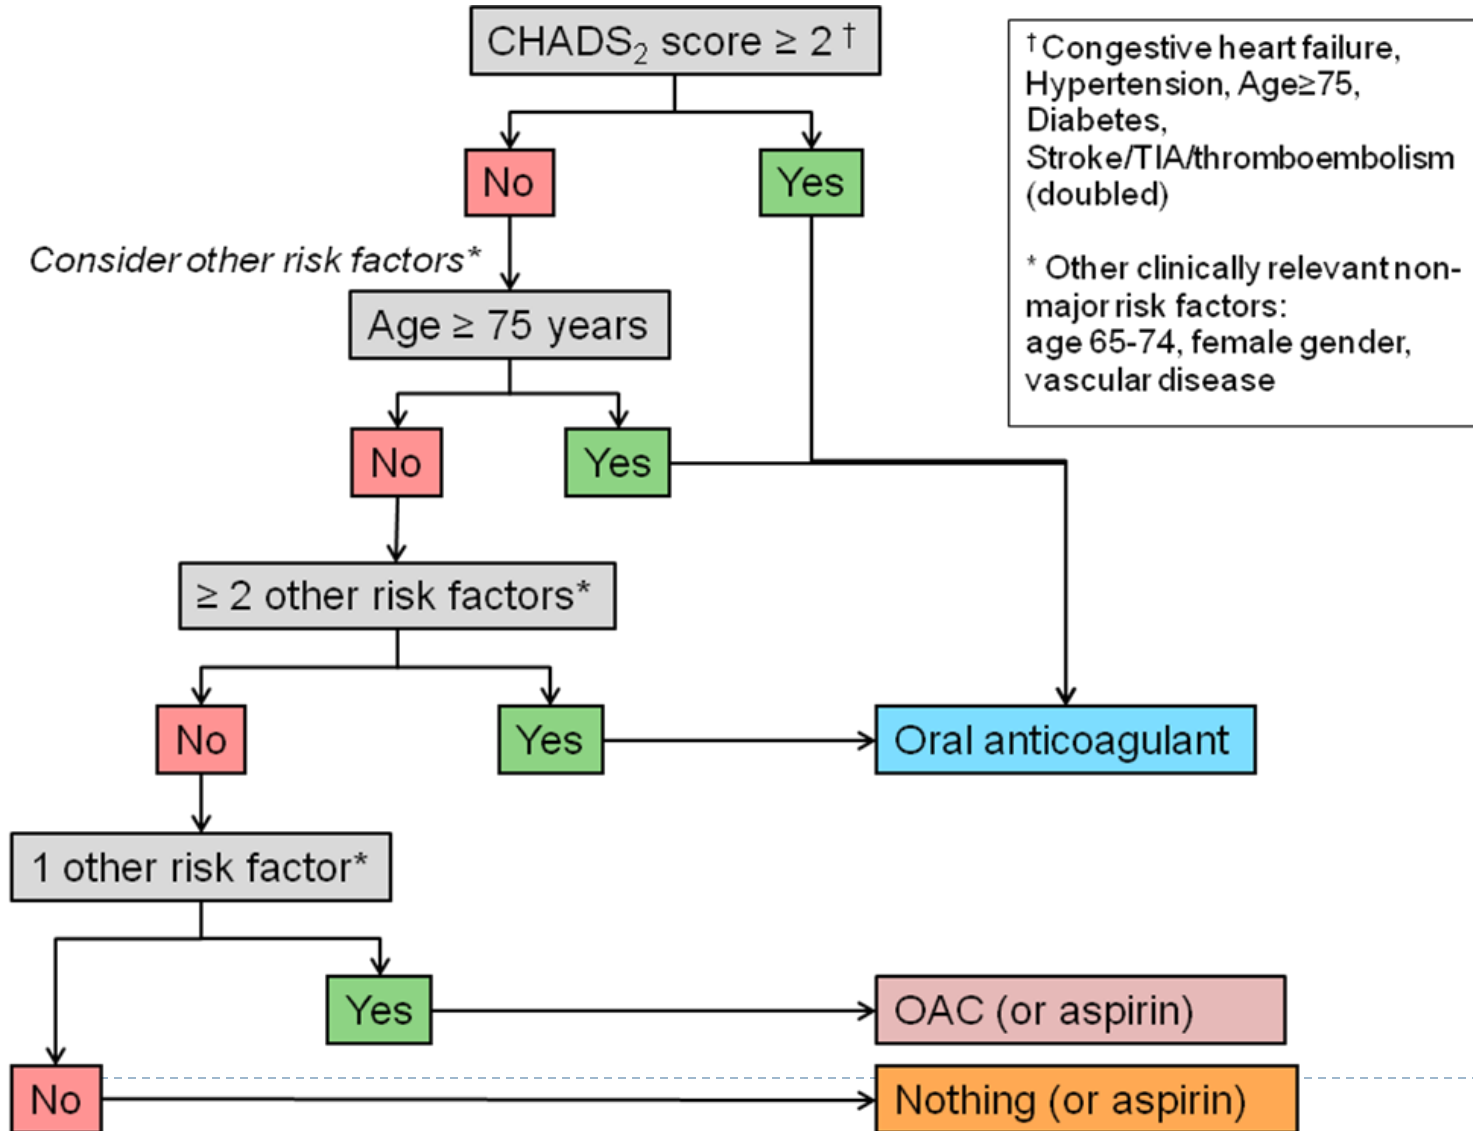 CHADS₂ score ≥ 2 †
No
Yes
Consider other risk factors*
Age ≥ 75 years
No
Yes
≥ 2 other risk factors*
No
Yes
Oral anticoagulant
1 other risk factor*
Yes
OAC (or aspirin)
No
Nothing (or aspirin)
† Congestive heart failure,
Hypertension, Age≥75,
Diabetes,
Stroke/TIA/thromboembolism
(doubled)
* Other clinically relevant non-
major risk factors:
age 65-74, female gender,
vascular disease